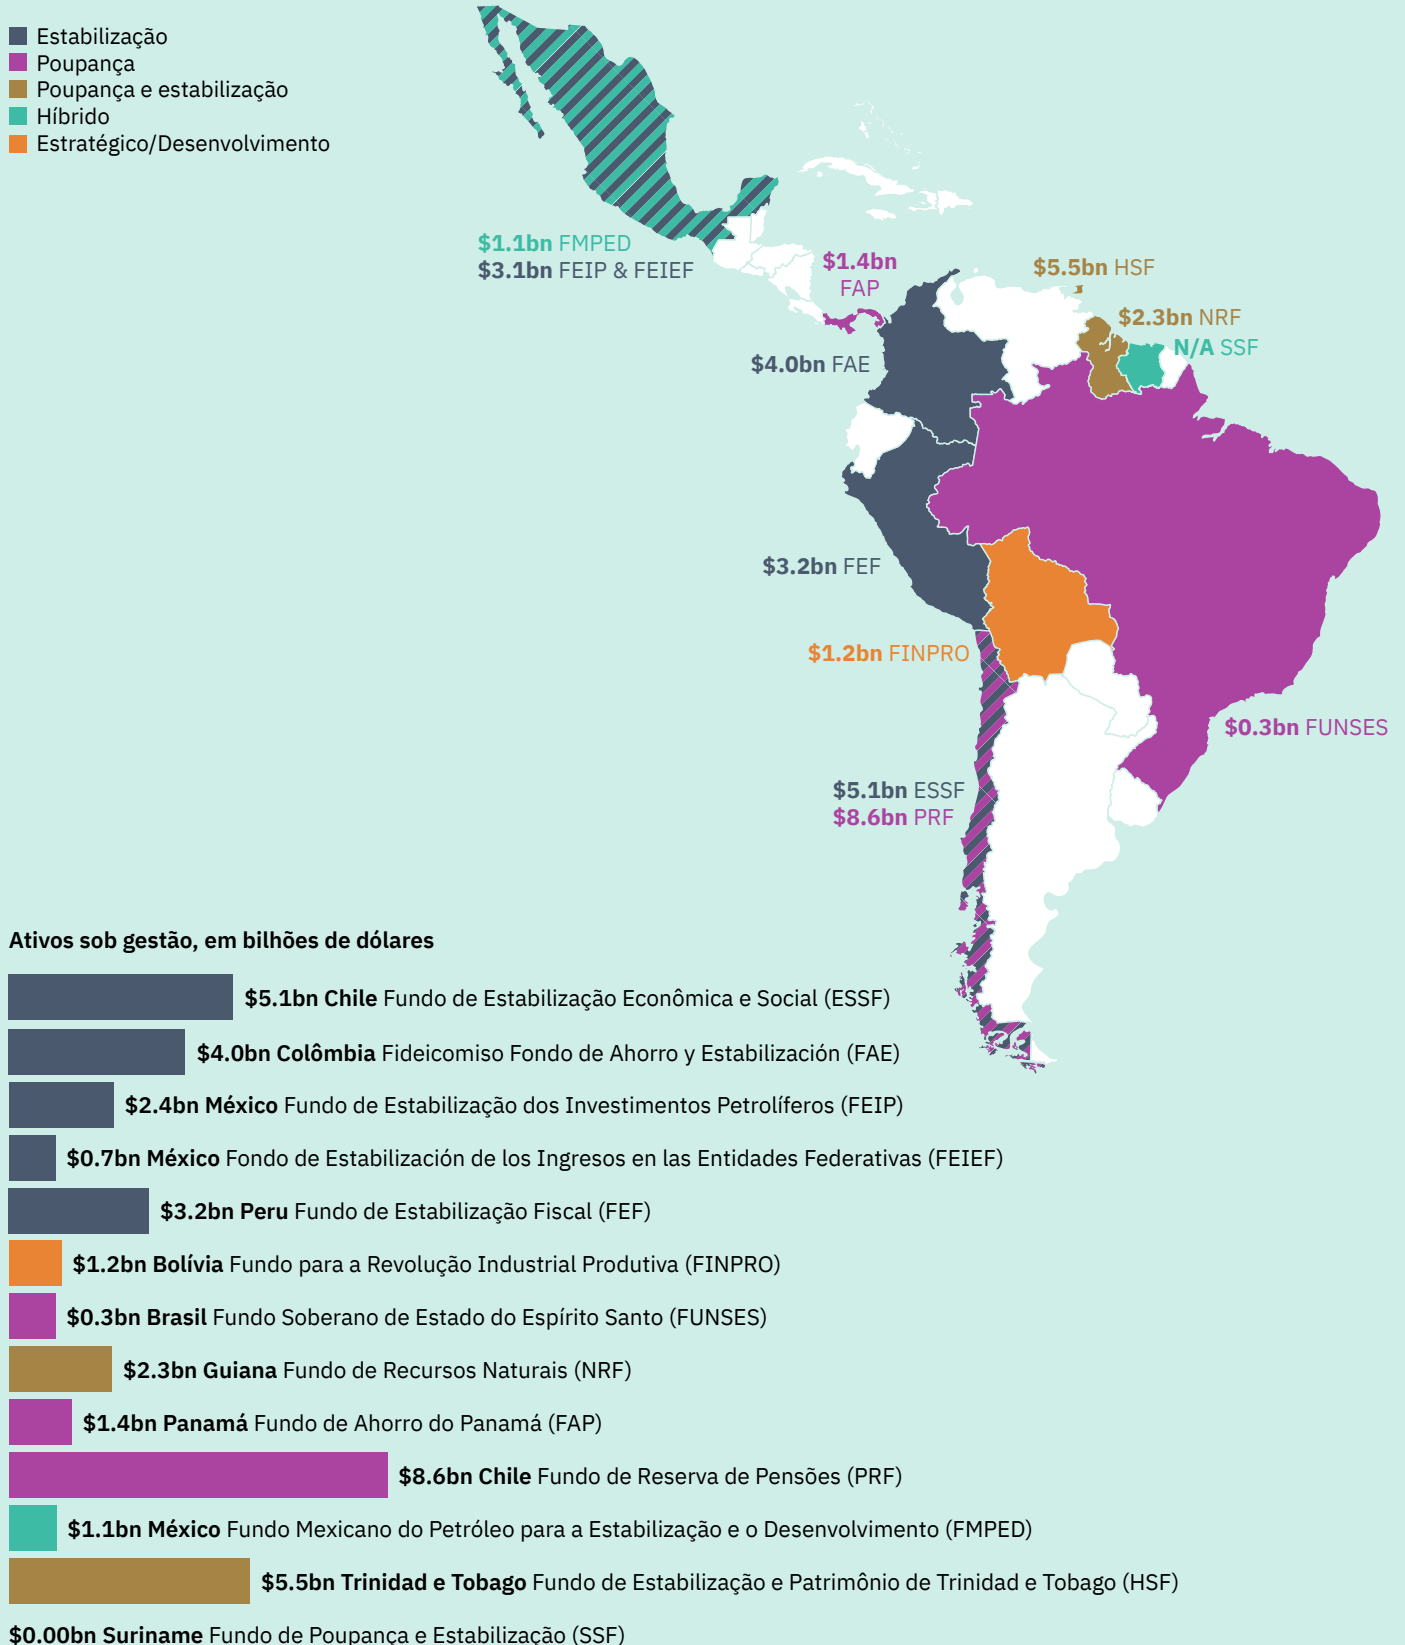 Estabilização
Poupança
Poupança e estabilização
Híbrido
Estratégico/Desenvolvimento
$1.1bn FMPED
$3.1bn FEIP & FEIEF
$1.4bn
FAP
$5.5bn HSF
$2.3bn NRF
N/A SSF
$4.0bn FAE
$3.2bn FEF
$1.2bn FINPRO
$0.3bn FUNSES
$5.1bn ESSF
$8.6bn PRF
Ativos sob gestão, em bilhões de dólares
$5.1bn Chile Fundo de Estabilização Econômica e Social (ESSF)
$4.0bn Colômbia Fideicomiso Fondo de Ahorro y Estabilización (FAE)
$2.4bn México Fundo de Estabilização dos Investimentos Petrolíferos (FEIP)
$0.7bn México Fondo de Estabilización de los Ingresos en las Entidades Federativas (FEIEF)
$3.2bn Peru Fundo de Estabilização Fiscal (FEF)
$1.2bn Bolívia Fundo para a Revolução Industrial Produtiva (FINPRO)
$0.3bn Brasil Fundo Soberano de Estado do Espírito Santo (FUNSES)
$2.3bn Guiana Fundo de Recursos Naturais (NRF)
$1.4bn Panamá Fundo de Ahorro do Panamá (FAP)
$8.6bn Chile Fundo de Reserva de Pensões (PRF)
$1.1bn México Fundo Mexicano do Petróleo para a Estabilização e o Desenvolvimento (FMPED)
$5.5bn Trinidad e Tobago Fundo de Estabilização e Patrimônio de Trinidad e Tobago (HSF)
$0.00bn Suriname Fundo de Poupança e Estabilização (SSF)